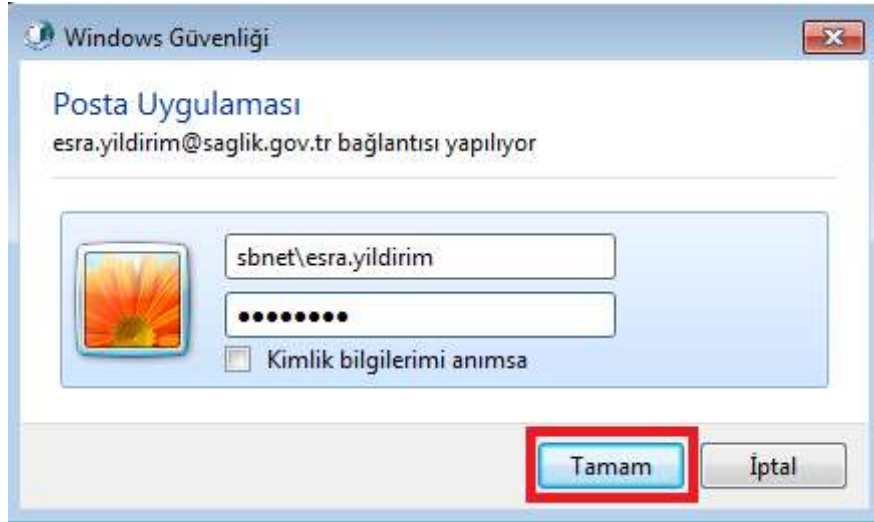 Windows Güvenliği
Posta Uygulaması
esra.yildirim@saglik.gov.tr bağlantısı yapılıyor
sbnet\esra.yildirim
••••••••
Kimlik bilgilerimi anımsa
Tamam
İptal